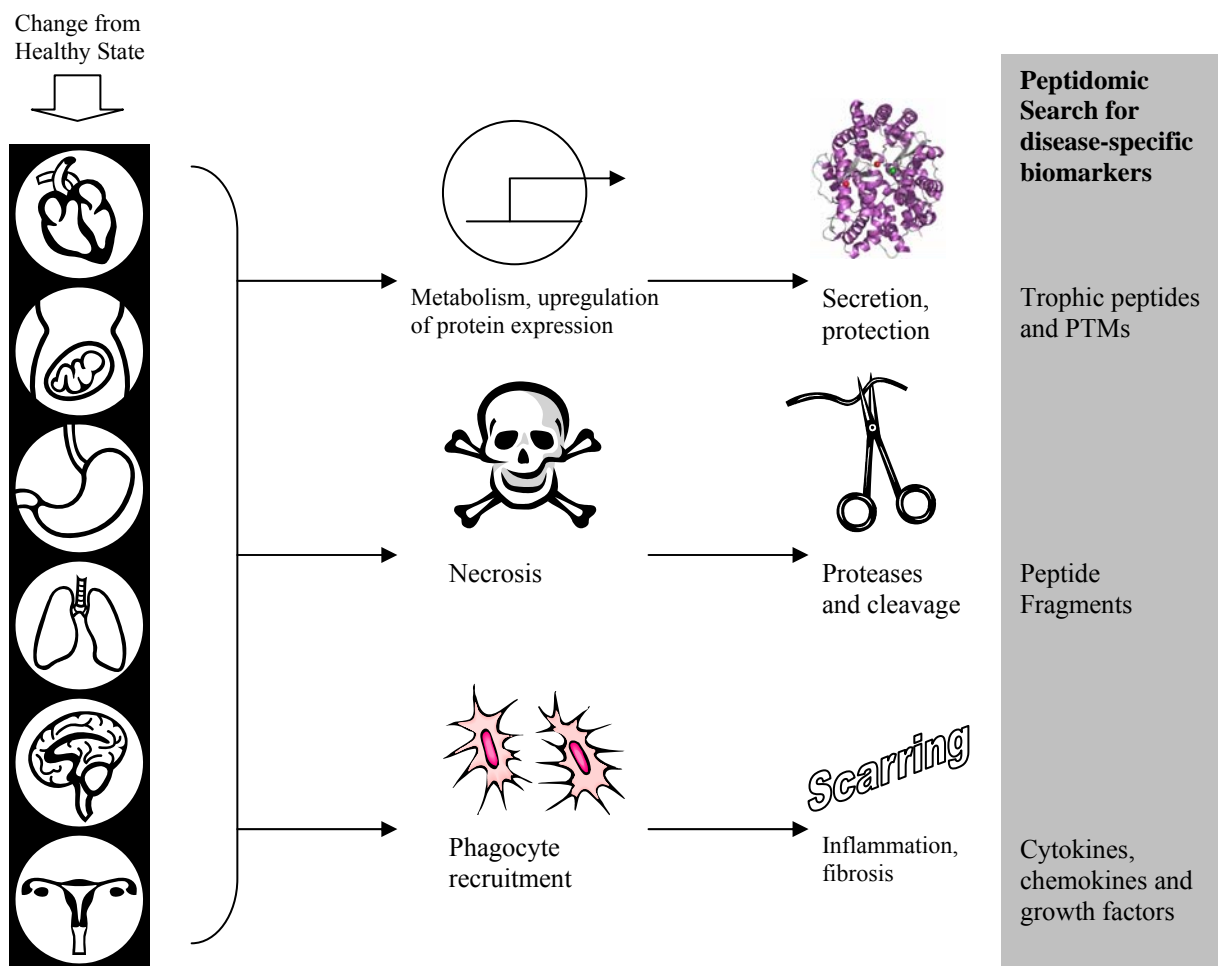 Change from
Healthy State
Peptidomic
Search for
disease-specific
biomarkers
Metabolism, upregulation
of protein expression
Secretion,
protection
Trophic peptides
and PTMs
Necrosis
Proteases
and cleavage
Peptide
Fragments
Scarring
Phagocyte
recruitment
Inflammation,
fibrosis
Cytokines,
chemokines and
growth factors